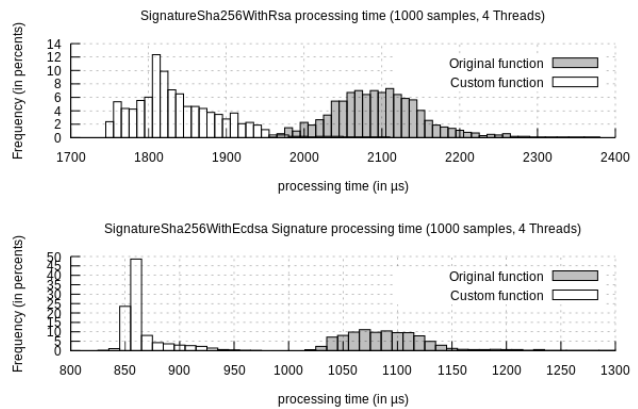 SignatureSha256WithRsa processing time (1000 samples, 4 Threads)
Frequency (in percents)
14
12
10
8
6
4
2
0
Original function
Custom function
1700 1800 1900 2000 2100 2200 2300 2400
processing time (in µs)
SignatureSha256WithEcdsa Signature processing time (1000 samples, 4 Threads)
Frequency (in percents)
50
45
40
35
30
25
20
15
10
5
0
Original function
Custom function
800 850 900 950 1000 1050 1100 1150 1200 1250 1300
processing time (in µs)